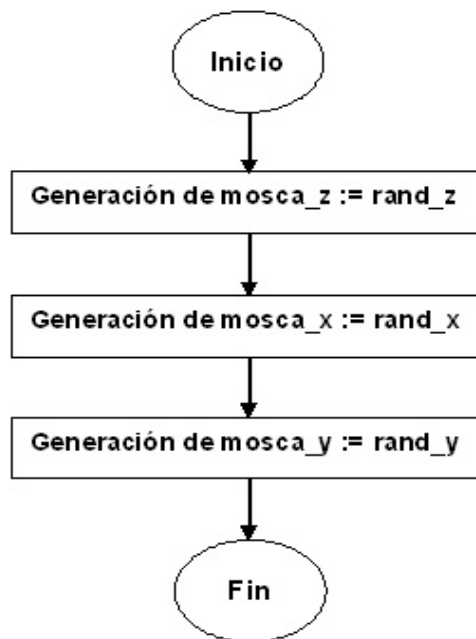 Inicio
Generación de mosca_z := rand_z
Generación de mosca_x := rand_x
Generación de mosca_y := rand_y
Fin